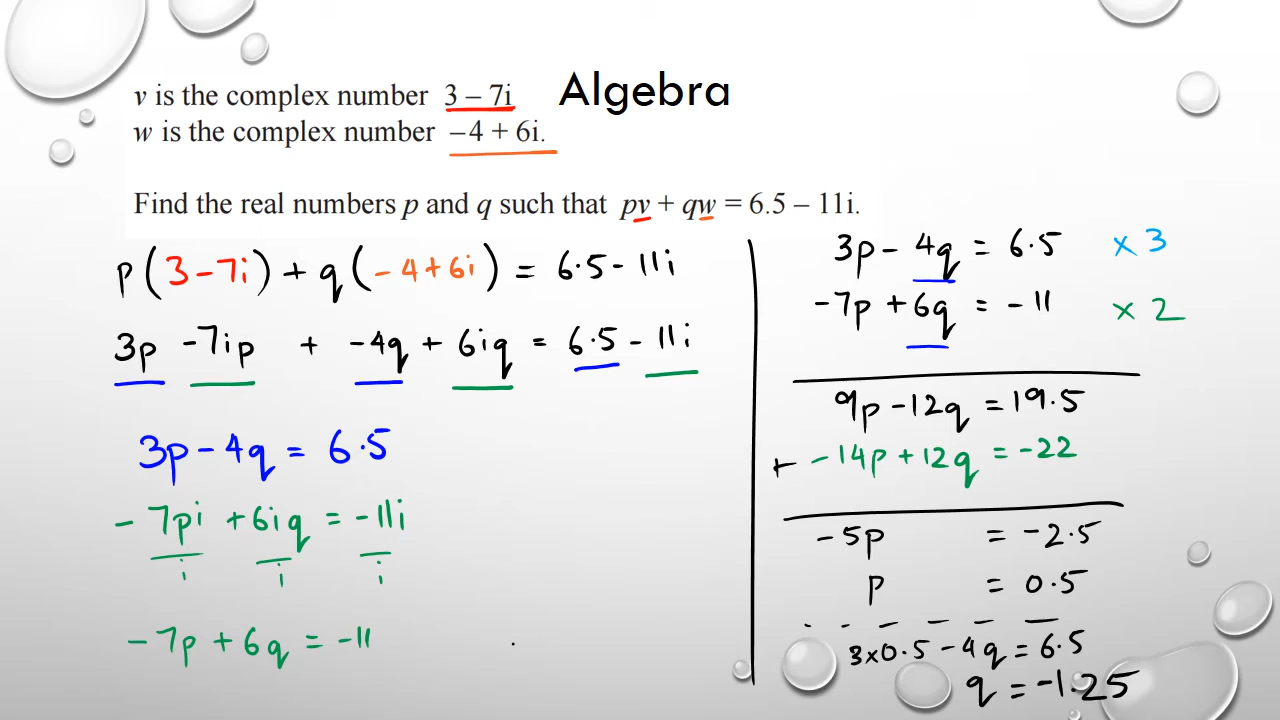 v is the complex number 3 – 7i
Algebra
w is the complex number –4 + 6i.
Find the real numbers p and q such that pv + qw = 6.5 – 11i.
p(3-7i) + q(-4+6i) = 6.5-11i
3p -7ip + -4q + 6iq = 6.5 - 11i
3p - 4q = 6.5
- 7pi + 6iq = -11i
i i i
- 7p + 6q = -11
3p - 4q = 6.5 × 3
-7p + 6q = -11 × 2
9p - 12q = 19.5
+ - 14p + 12q = -22
- 5p = -2.5
p = 0.5
3×0.5 - 4q = 6.5
q = -1.25